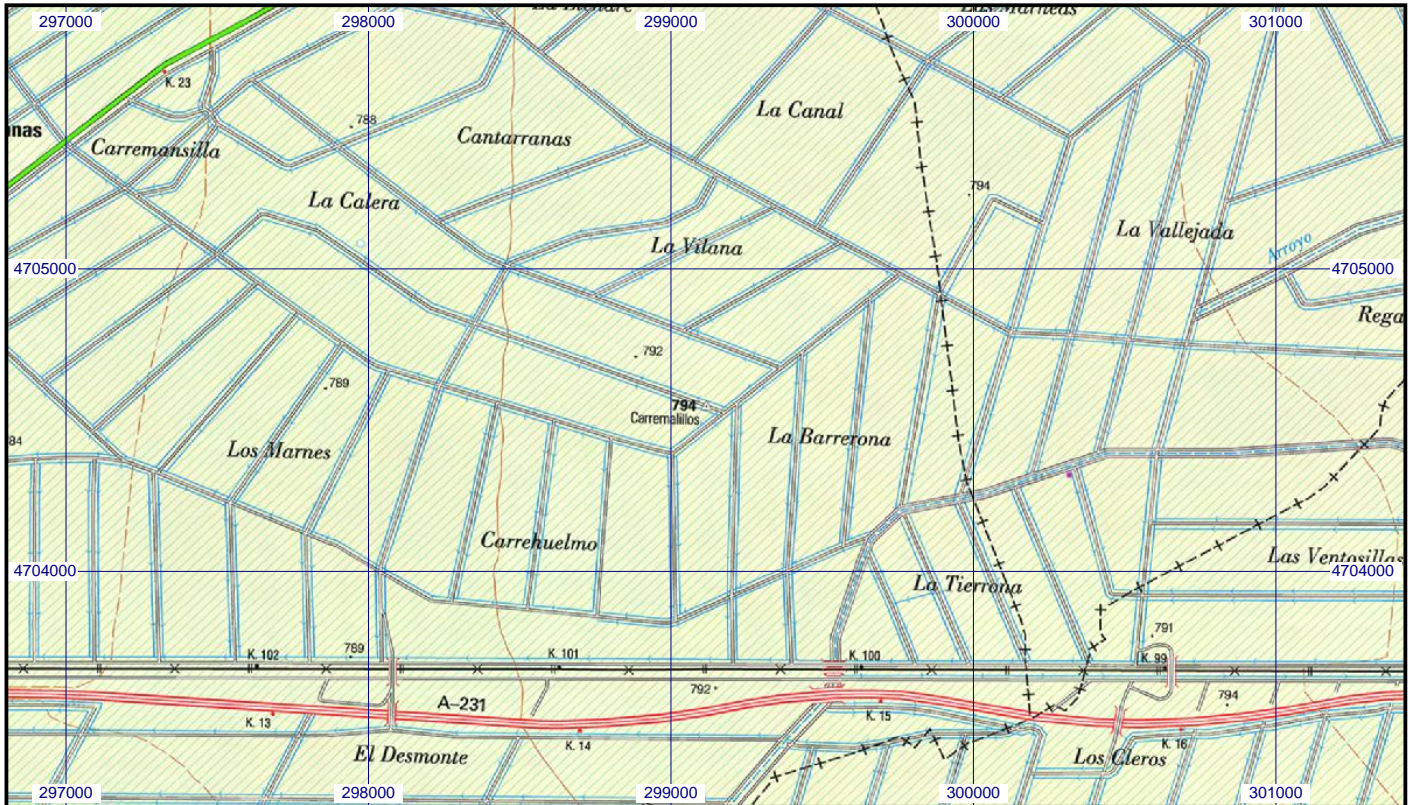 297000
298000
299000
300000
301000
K. 23
788
La Canal
nas
Carremansilla
Cantarranas
794
La Calera
La Vallejada
La Vilana
Arroyo
4705000
4705000
Rega
792
789
794
Carremalillos
84
Los Marnes
La Barrerona
Carrehuelmo
Las Ventosillas
4704000
4704000
La Tierrona
791
789
K. 102
K. 101
K. 100
K. 99
792
794
A-231
K. 13
K. 15
K. 14
K. 16
El Desmonte
Los Cleros
297000
298000
299000
300000
301000